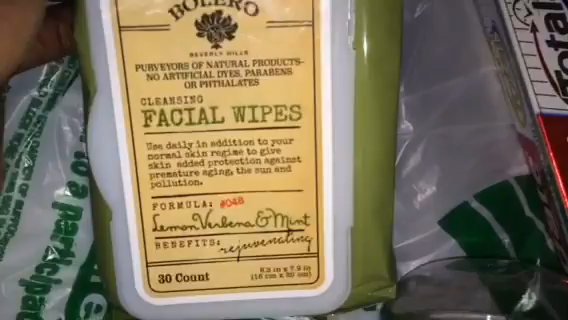 BOLERO
BEVERLY HILLS
PURVEYORS OF NATURAL PRODUCTS-
NO ARTIFICIAL DYES, PARABENS
OR PHTHALATES
CLEANSING
FACIAL WIPES
Use daily in addition to your
normal skin regime to give
skin added protection against
premature aging, the sun and
pollution.
FORMULA: #048
Lemon Verbena & Mint
BENEFITS: rejuvenating
30 Count
Total
to a participa